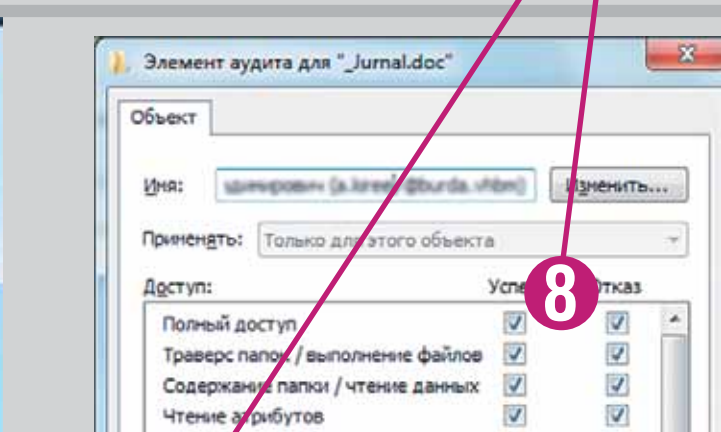 Элемент аудита для "_Jurnal.doc"
Объект
Имя:
Изменить...
Применять: Только для этого объекта
Доступ: Успе Отказ
8
Полный доступ
Траверс папок / выполнение файлов
Содержание папки / чтение данных
Чтение атрибутов